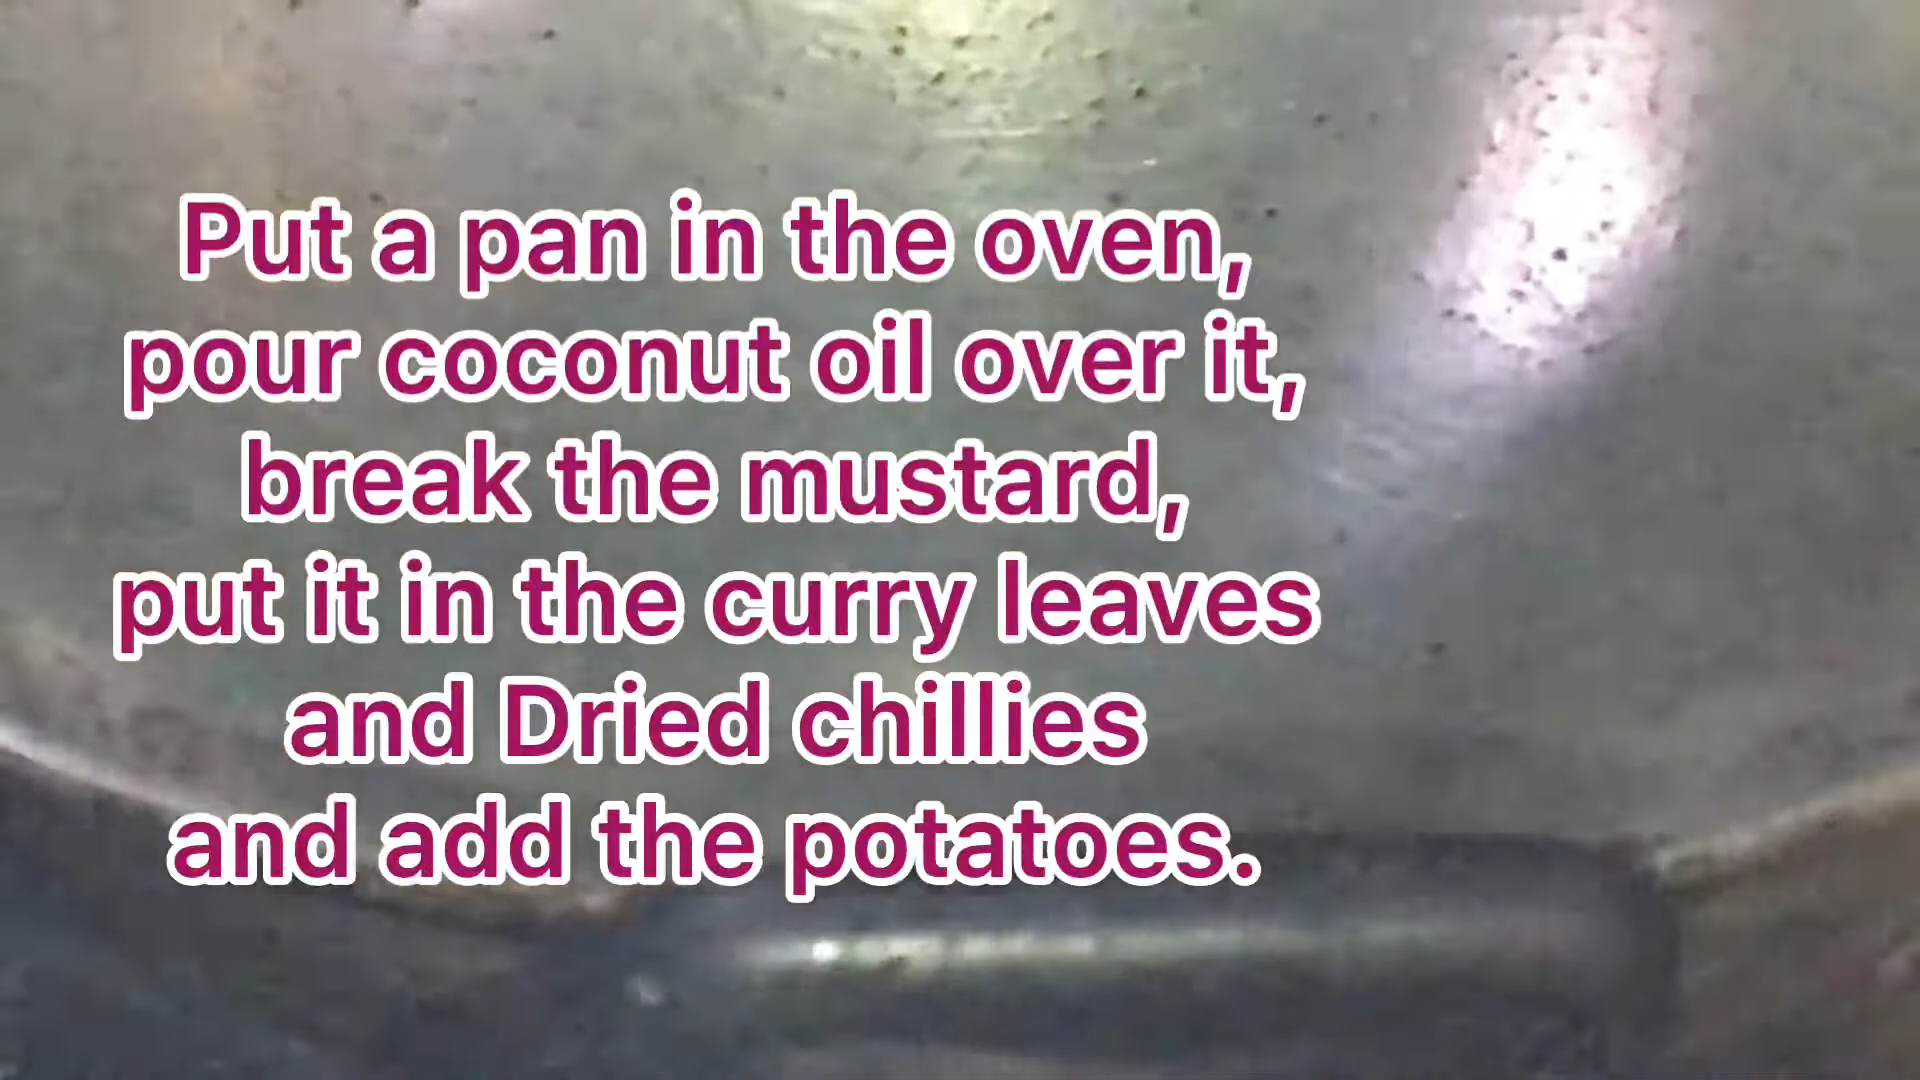 Put a pan in the oven,
pour coconut oil over it,
break the mustard,
put it in the curry leaves
and Dried chillies
and add the potatoes.